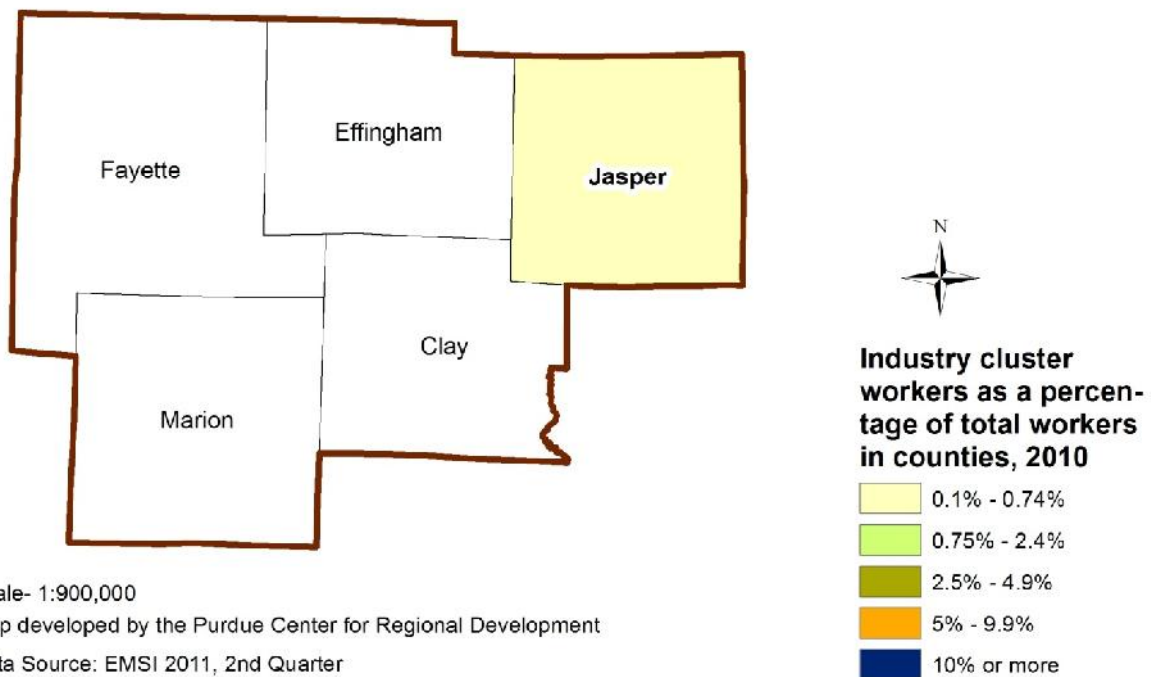 Effingham
Fayette
Jasper
Clay
Marion
N
Industry cluster
workers as a percen-
tage of total workers
in counties, 2010
0.1% - 0.74%
0.75% - 2.4%
2.5% - 4.9%
5% - 9.9%
10% or more
ale- 1:900,000
p developed by the Purdue Center for Regional Development
ta Source: EMSI 2011, 2nd Quarter